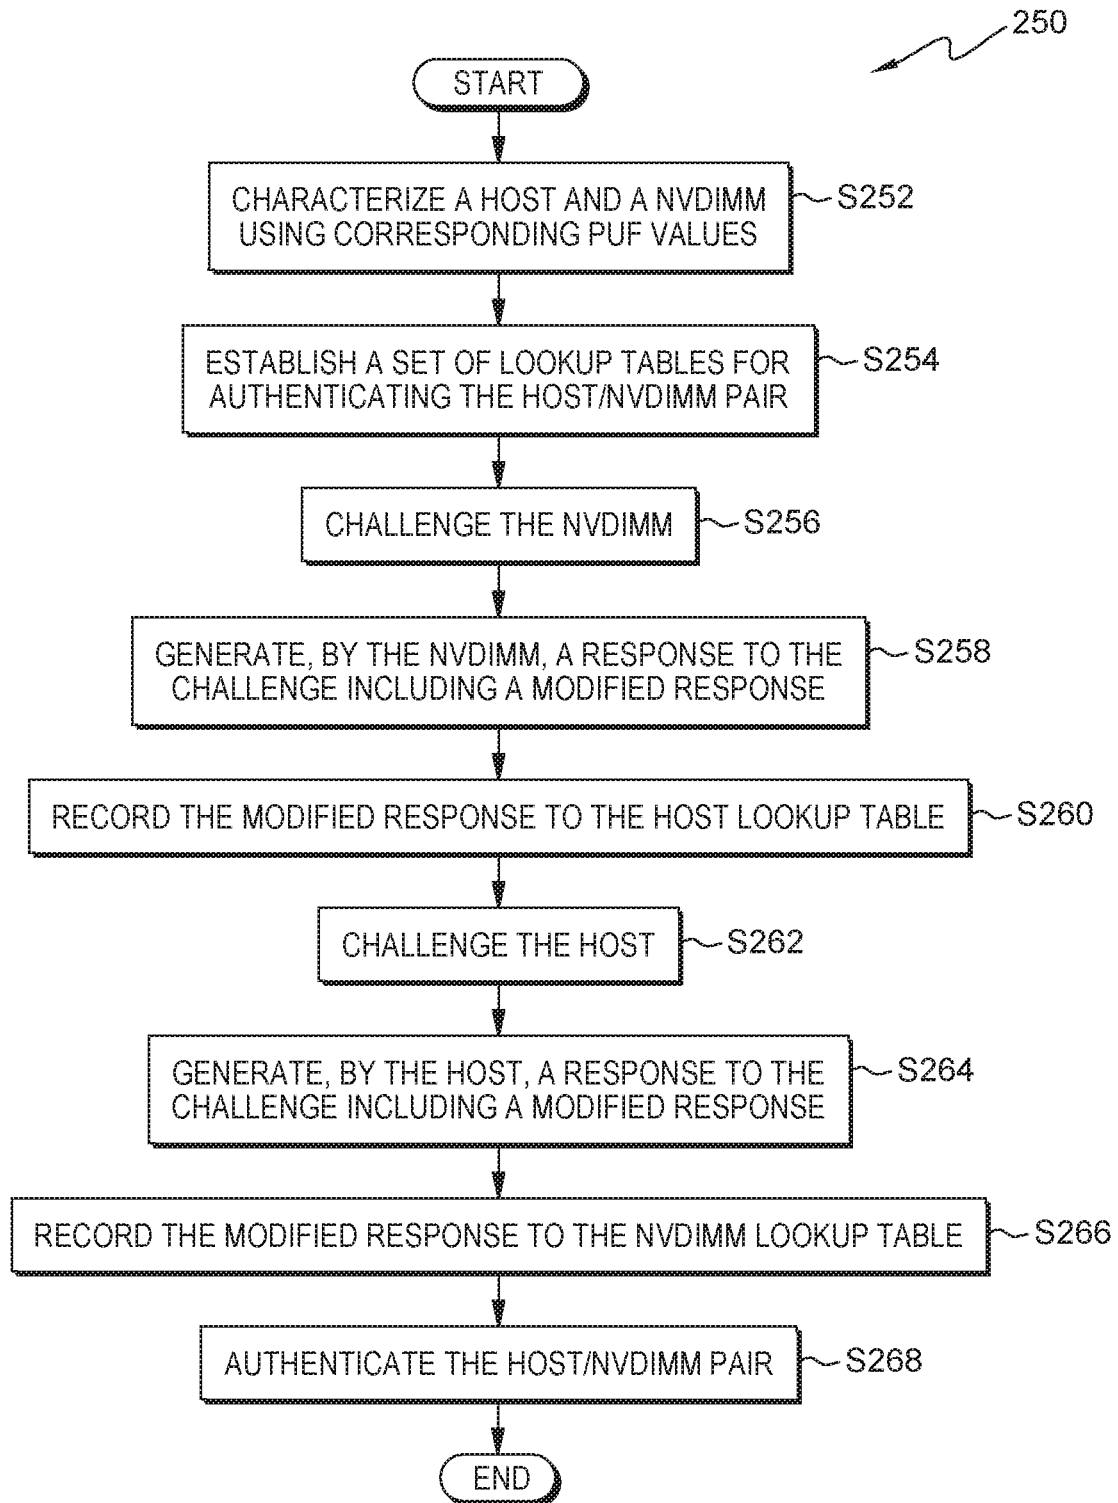 250
START
CHARACTERIZE A HOST AND A NVDIMM
USING CORRESPONDING PUF VALUES
S252
ESTABLISH A SET OF LOOKUP TABLES FOR
AUTHENTICATING THE HOST/NVDIMM PAIR
S254
CHALLENGE THE NVDIMM
S256
GENERATE, BY THE NVDIMM, A RESPONSE TO THE
CHALLENGE INCLUDING A MODIFIED RESPONSE
S258
RECORD THE MODIFIED RESPONSE TO THE HOST LOOKUP TABLE
S260
CHALLENGE THE HOST
S262
GENERATE, BY THE HOST, A RESPONSE TO THE
CHALLENGE INCLUDING A MODIFIED RESPONSE
S264
RECORD THE MODIFIED RESPONSE TO THE NVDIMM LOOKUP TABLE
S266
AUTHENTICATE THE HOST/NVDIMM PAIR
S268
END